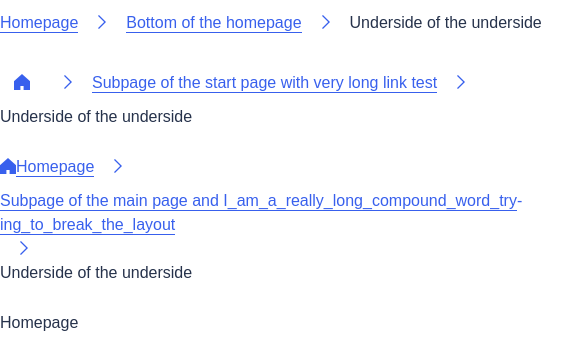 Homepage Bottom of the homepage Underside of the underside
Subpage of the start page with very long link test
Underside of the underside
Homepage
Subpage of the main page and I_am_a_really_long_compound_word_try-
ing_to_break_the_layout
Underside of the underside
Homepage